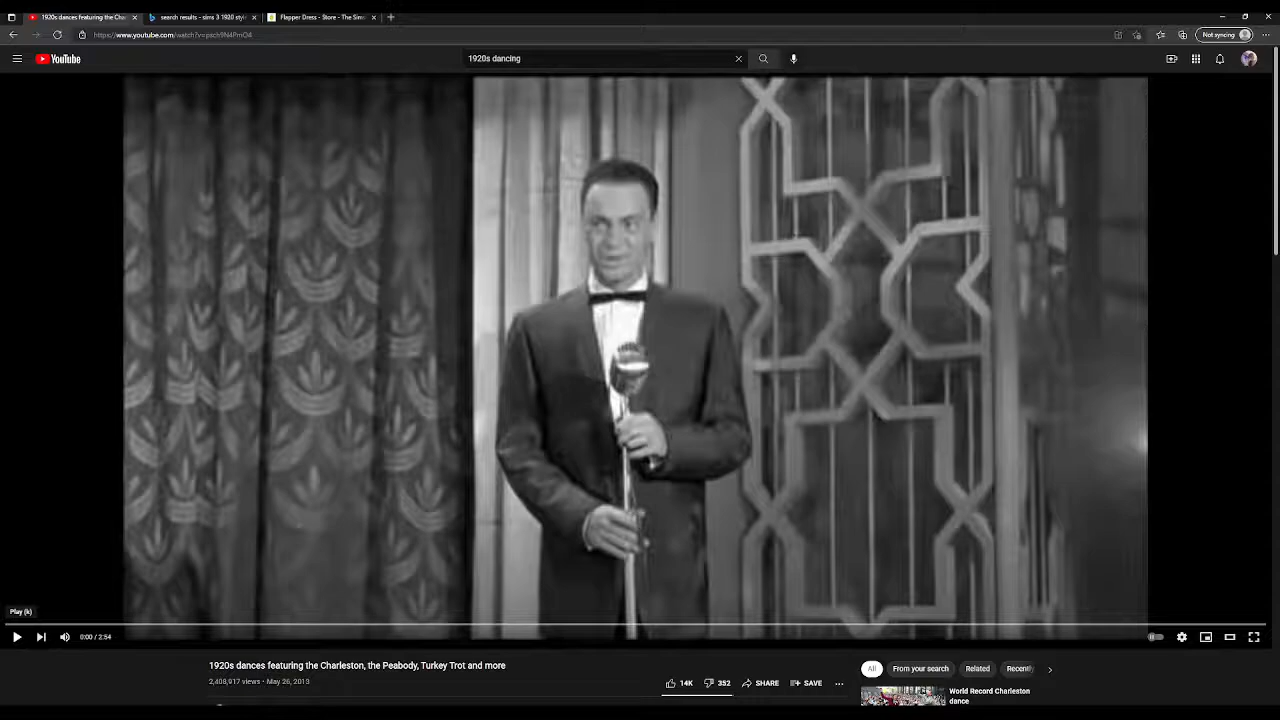 1920s dances featuring the Cha
search results - sims 3 1920 styl
Flapper Dress - Store - The Sims
Not syncing
YouTube
1920s dancing
Play (k)
0:00 / 2:54
1920s dances featuring the Charleston, the Peabody, Turkey Trot and more
2,408,917 views • May 26, 2013
14K
352
SHARE
SAVE
All
From your search
Related
Recently
World Record Charleston
dance